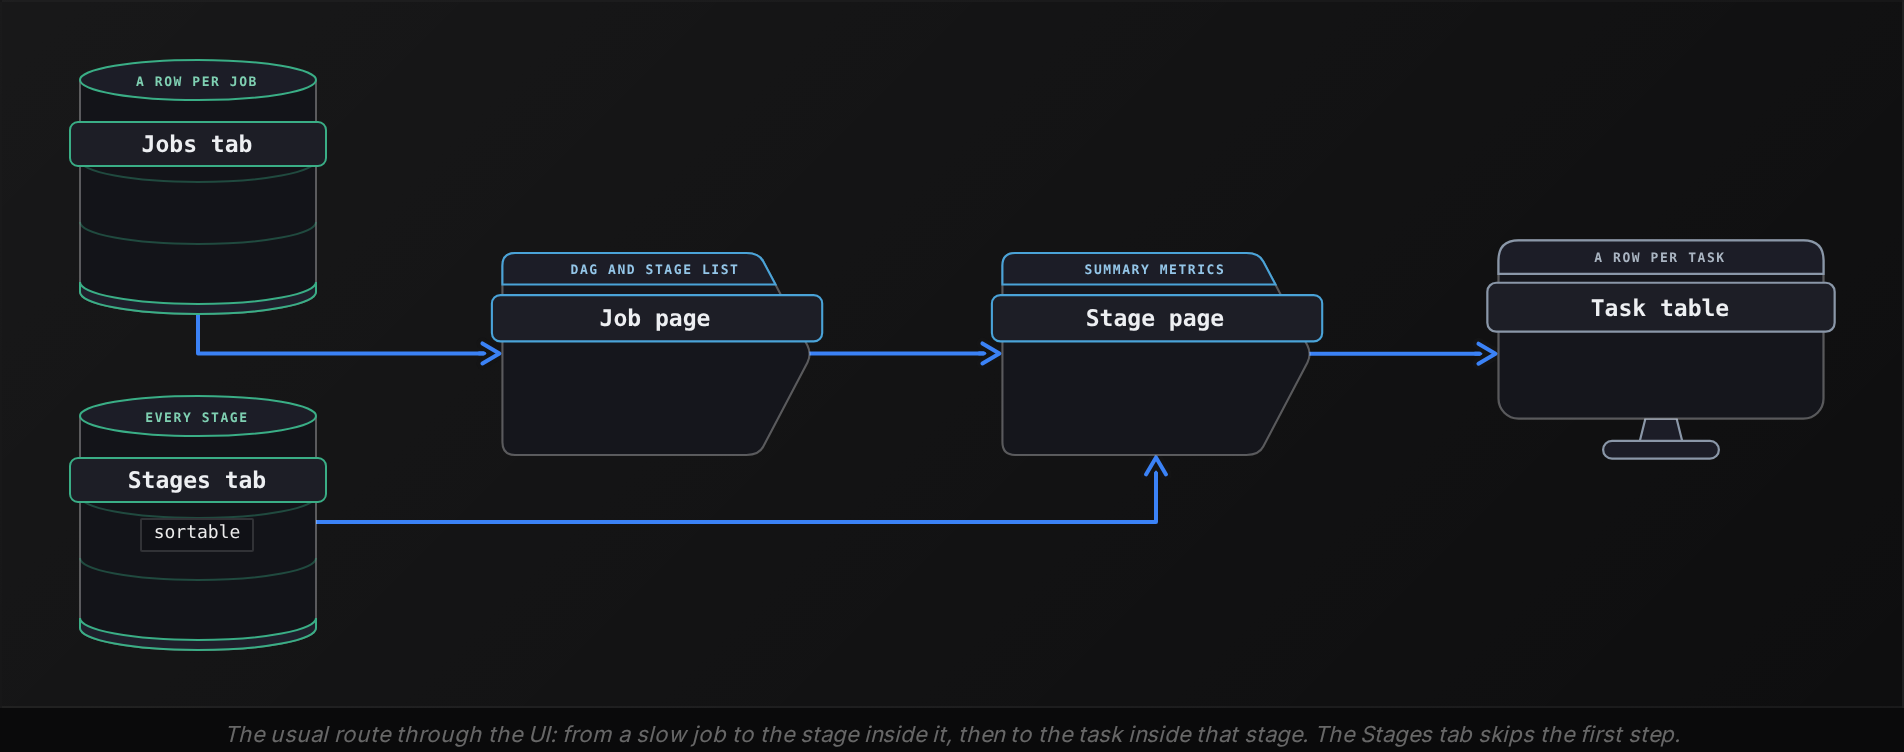 A ROW PER JOB
Jobs tab
DAG AND STAGE LIST
Job page
SUMMARY METRICS
Stage page
A ROW PER TASK
Task table
EVERY STAGE
Stages tab
sortable
The usual route through the UI: from a slow job to the stage inside it, then to the task inside that stage. The Stages tab skips the first step.